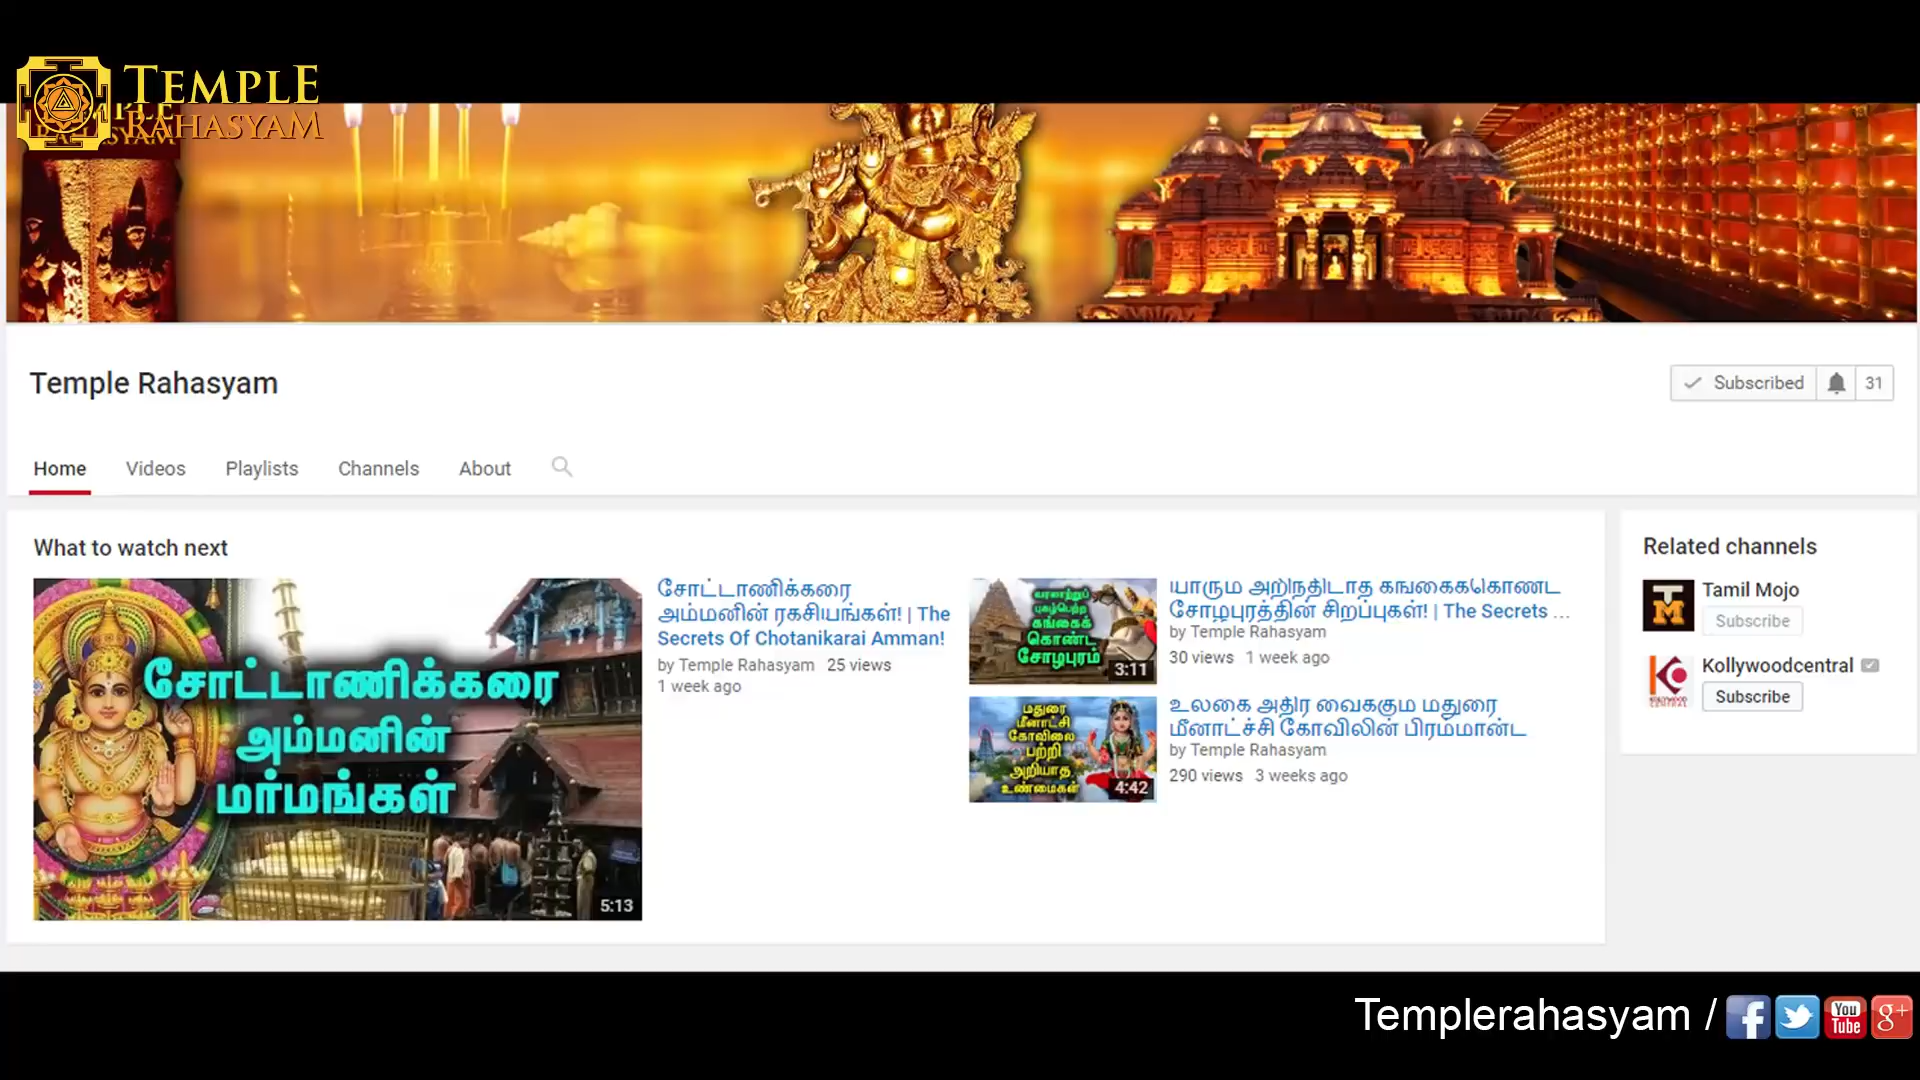 TEMPLE
RAHASYAM
Temple Rahasyam
Subscribed 31
Home Videos Playlists Channels About
What to watch next
சோட்டாணிக்கரை
அம்மனின்
மர்மங்கள்
5:13
சோட்டாணிக்கரை
அம்மனின் ரகசியங்கள்! | The
Secrets Of Chotanikarai Amman!
by Temple Rahasyam 25 views
1 week ago
வரலாற்றுப்
புகழ்பெற்ற
கங்கைக்
கொண்ட
சோழபுரம்
3:11
யாரும் அறிந்திடாத கங்கைக்கொண்ட
சோழபுரத்தின் சிறப்புகள்! | The Secrets ...
by Temple Rahasyam
30 views 1 week ago
மதுரை
மீனாட்சி
கோவிலை
பற்றி
அறியாத
உண்மைகள்
4:42
உலகை அதிர வைக்கும் மதுரை
மீனாட்ச்சி கோவிலின் பிரம்மாண்ட
by Temple Rahasyam
290 views 3 weeks ago
Related channels
Tamil Mojo
Subscribe
Kollywoodcentral
Subscribe
Templerahasyam /
You
Tube
g+